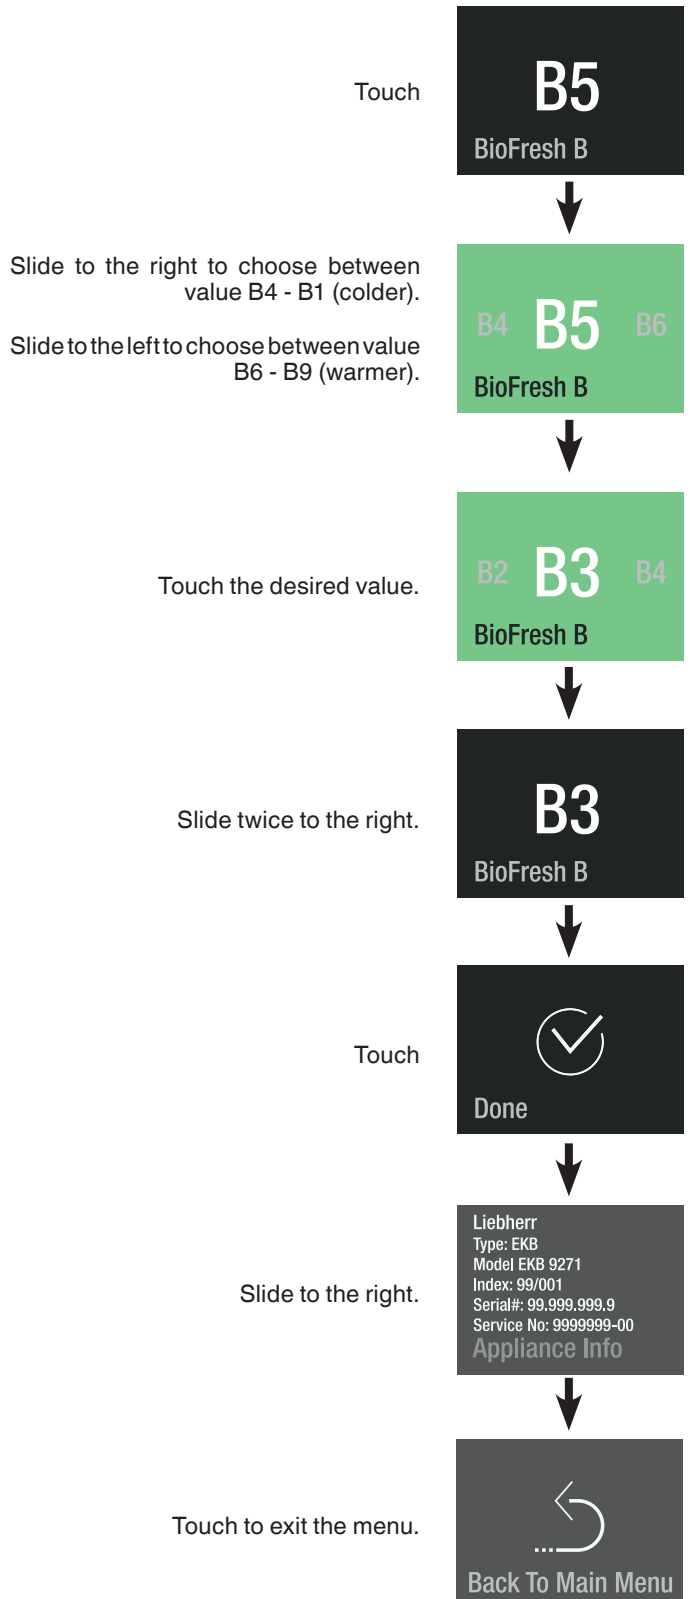 Touch
B5
BioFresh B
Slide to the right to choose between
value B4 - B1 (colder).
Slide to the left to choose between value
B6 - B9 (warmer).
B4 B5 B6
BioFresh B
Touch the desired value.
B2 B3 B4
BioFresh B
Slide twice to the right.
B3
BioFresh B
Touch
Done
Slide to the right.
Liebherr
Type: EKB
Model EKB 9271
Index: 99/001
Serial#: 99.999.999.9
Service No: 9999999-00
Appliance Info
Touch to exit the menu.
Back To Main Menu